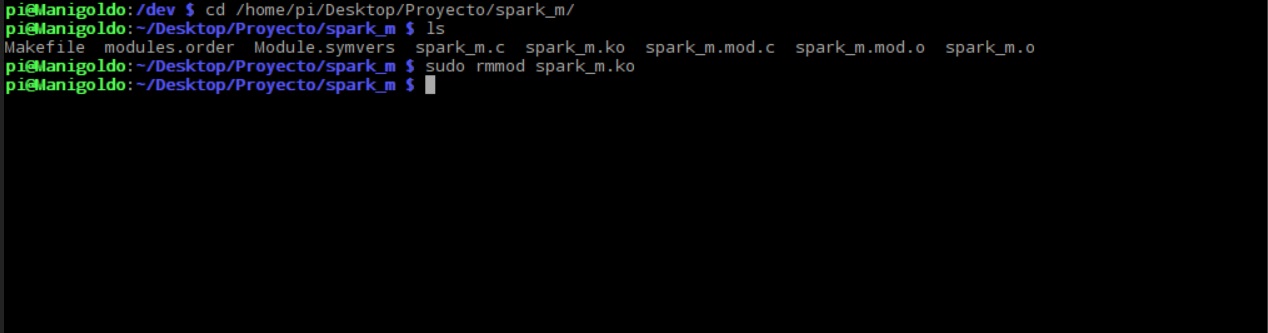 pi@Manigoldo:/dev $ cd /home/pi/Desktop/Proyecto/spark_m/
pi@Manigoldo:~/Desktop/Proyecto/spark_m $ ls
Makefile  modules.order  Module.symvers  spark_m.c  spark_m.ko  spark_m.mod.c  spark_m.mod.o  spark_m.o
pi@Manigoldo:~/Desktop/Proyecto/spark_m $ sudo rmmod spark_m.ko
pi@Manigoldo:~/Desktop/Proyecto/spark_m $